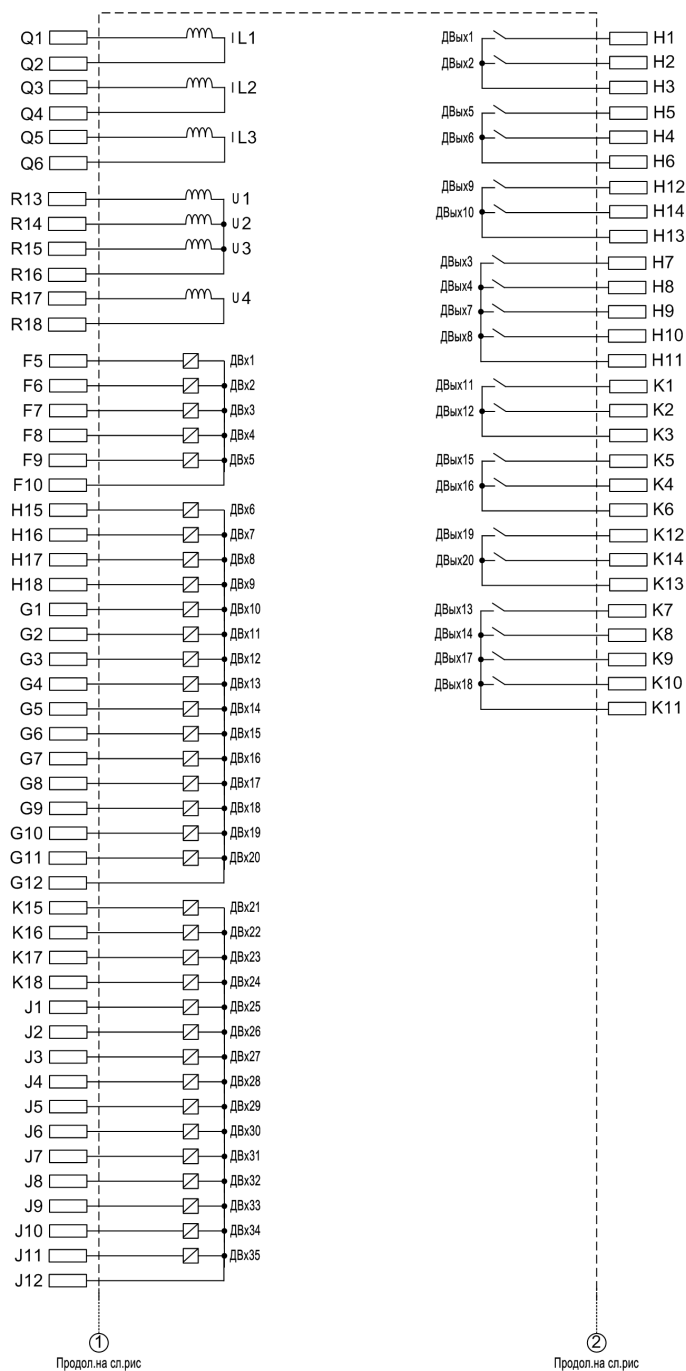 Q1 IL1
Q2
Q3 IL2
Q4
Q5 IL3
Q6
R13 U1
R14 U2
R15 U3
R16
R17 U4
R18
F5 ДВх1
F6 ДВх2
F7 ДВх3
F8 ДВх4
F9 ДВх5
F10
H15 ДВх6
H16 ДВх7
H17 ДВх8
H18 ДВх9
G1 ДВх10
G2 ДВх11
G3 ДВх12
G4 ДВх13
G5 ДВх14
G6 ДВх15
G7 ДВх16
G8 ДВх17
G9 ДВх18
G10 ДВх19
G11 ДВх20
G12
K15 ДВх21
K16 ДВх22
K17 ДВх23
K18 ДВх24
J1 ДВх25
J2 ДВх26
J3 ДВх27
J4 ДВх28
J5 ДВх29
J6 ДВх30
J7 ДВх31
J8 ДВх32
J9 ДВх33
J10 ДВх34
J11 ДВх35
J12
1
Продол.на сл.рис
ДВых1 H1
ДВых2 H2
H3
ДВых5 H5
ДВых6 H4
H6
ДВых9 H12
ДВых10 H14
H13
ДВых3 H7
ДВых4 H8
ДВых7 H9
ДВых8 H10
H11
ДВых11 K1
ДВых12 K2
K3
ДВых15 K5
ДВых16 K4
K6
ДВых19 K12
ДВых20 K14
K13
ДВых13 K7
ДВых14 K8
ДВых17 K9
ДВых18 K10
K11
2
Продол.на сл.рис